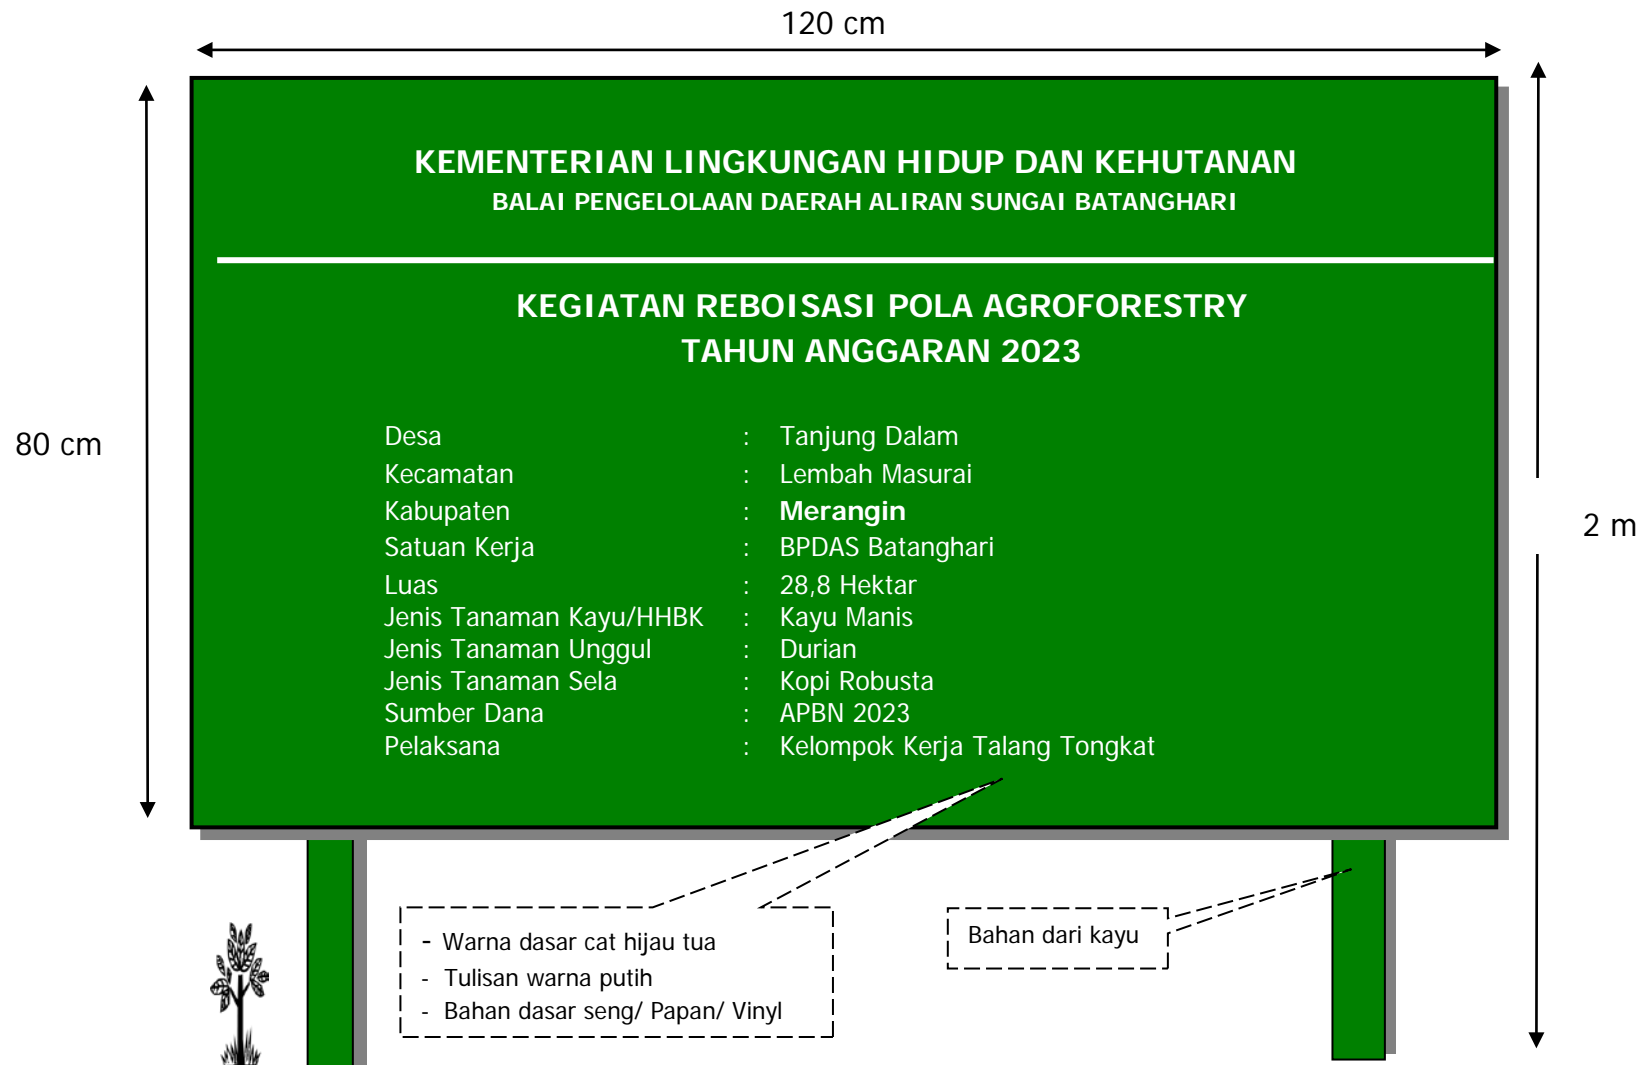 120 cm
KEMENTERIAN LINGKUNGAN HIDUP DAN KEHUTANAN
BALAI PENGELOLAAN DAERAH ALIRAN SUNGAI BATANGHARI
KEGIATAN REBOISASI POLA AGROFORESTRY
TAHUN ANGGARAN 2023
80 cm
2 m
Desa : Tanjung Dalam
Kecamatan : Lembah Masurai
Kabupaten : Merangin
Satuan Kerja : BPDAS Batanghari
Luas : 28,8 Hektar
Jenis Tanaman Kayu/HHBK : Kayu Manis
Jenis Tanaman Unggul : Durian
Jenis Tanaman Sela : Kopi Robusta
Sumber Dana : APBN 2023
Pelaksana : Kelompok Kerja Talang Tongkat
- Warna dasar cat hijau tua
- Tulisan warna putih
- Bahan dasar seng/ Papan/ Vinyl
Bahan dari kayu